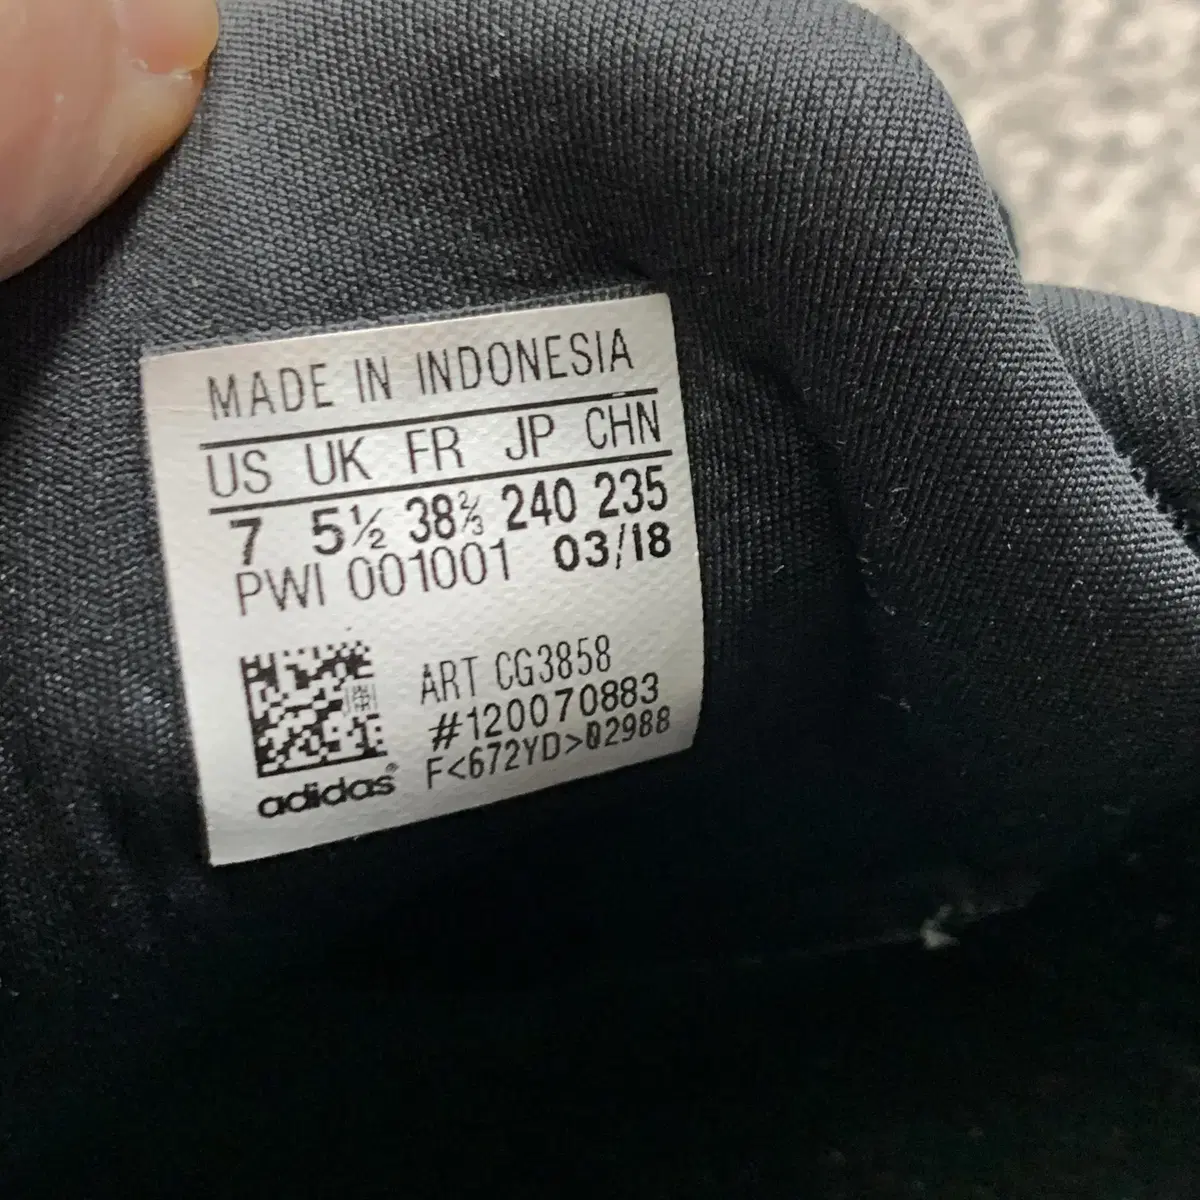 MADE IN INDONESIA
US UK FR JP CHN
7 5½ 38⅔ 240 235
PWI 001001 03/18
ART CG3858
#120070883
F<672YD>02988
adidas®